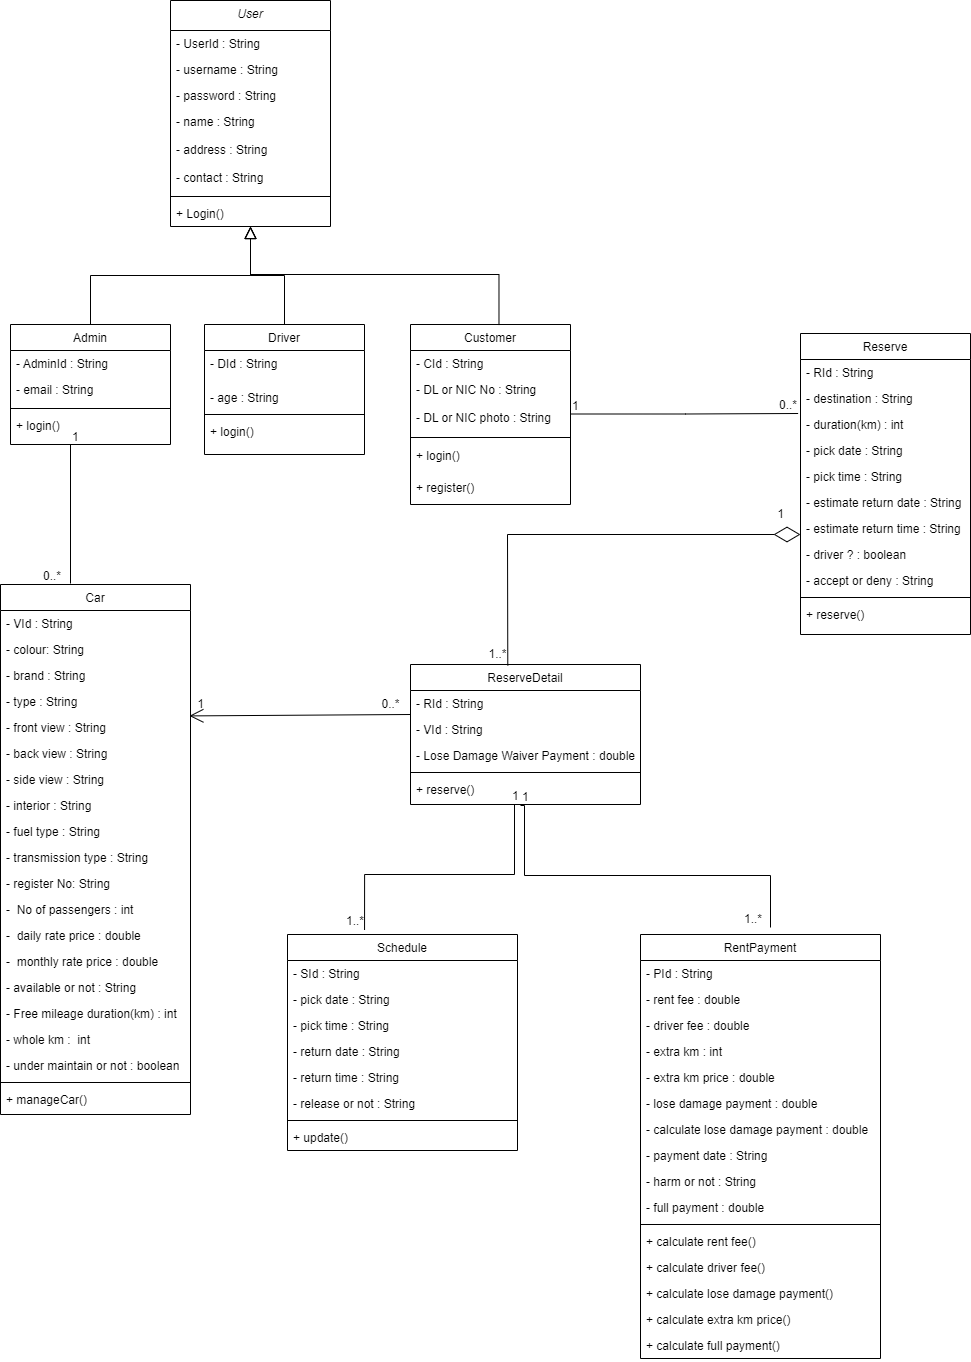 User
- UserId : String
- username : String
- password : String
- name : String
- address : String
- contact : String
+ Login()
Admin
- AdminId : String
- email : String
+ login()
1
0..*
Driver
- DId : String
- age : String
+ login()
Customer
- CId : String
- DL or NIC No : String
- DL or NIC photo : String
+ login()
+ register()
1
0..*
Reserve
- RId : String
- destination : String
- duration(km) : int
- pick date : String
- pick time : String
- estimate return date : String
- estimate return time : String
- driver ? : boolean
- accept or deny : String
+ reserve()
1
1..*
Car
- VId : String
- colour: String
- brand : String
- type : String
- front view : String
- back view : String
- side view : String
- interior : String
- fuel type : String
- transmission type : String
- register No: String
- No of passengers : int
- daily rate price : double
- monthly rate price : double
- available or not : String
- Free mileage duration(km) : int
- whole km : int
- under maintain or not : boolean
+ manageCar()
1
0..*
ReserveDetail
- RId : String
- VId : String
- Lose Damage Waiver Payment : double
+ reserve()
1 1
1..*
1..*
Schedule
- SId : String
- pick date : String
- pick time : String
- return date : String
- return time : String
- release or not : String
+ update()
RentPayment
- PId : String
- rent fee : double
- driver fee : double
- extra km : int
- extra km price : double
- lose damage payment : double
- calculate lose damage payment : double
- payment date : String
- harm or not : String
- full payment : double
+ calculate rent fee()
+ calculate driver fee()
+ calculate lose damage payment()
+ calculate extra km price()
+ calculate full payment()